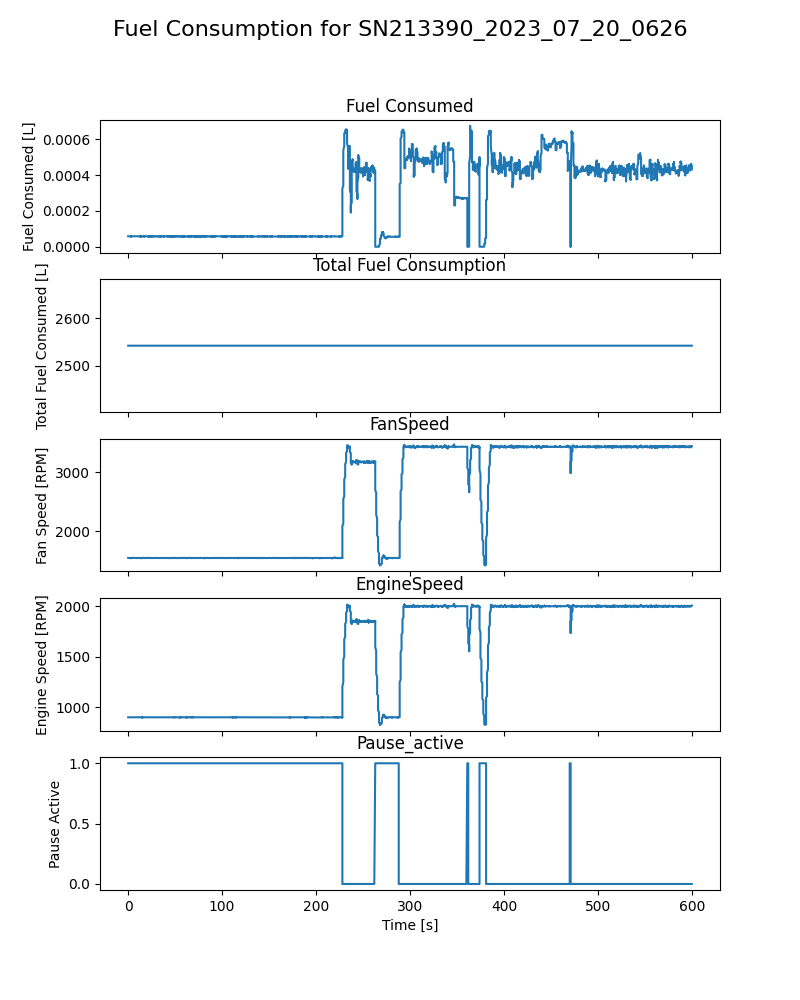 Fuel Consumption for SN213390_2023_07_20_0626
Fuel Consumed
Fuel Consumed [L]
0.0006
0.0004
0.0002
0.0000
Total Fuel Consumption
Total Fuel Consumed [L]
2600
2500
FanSpeed
Fan Speed [RPM]
3000
2000
EngineSpeed
Engine Speed [RPM]
2000
1500
1000
Pause_active
Pause Active
1.0
0.5
0.0
0 100 200 300 400 500 600
Time [s]